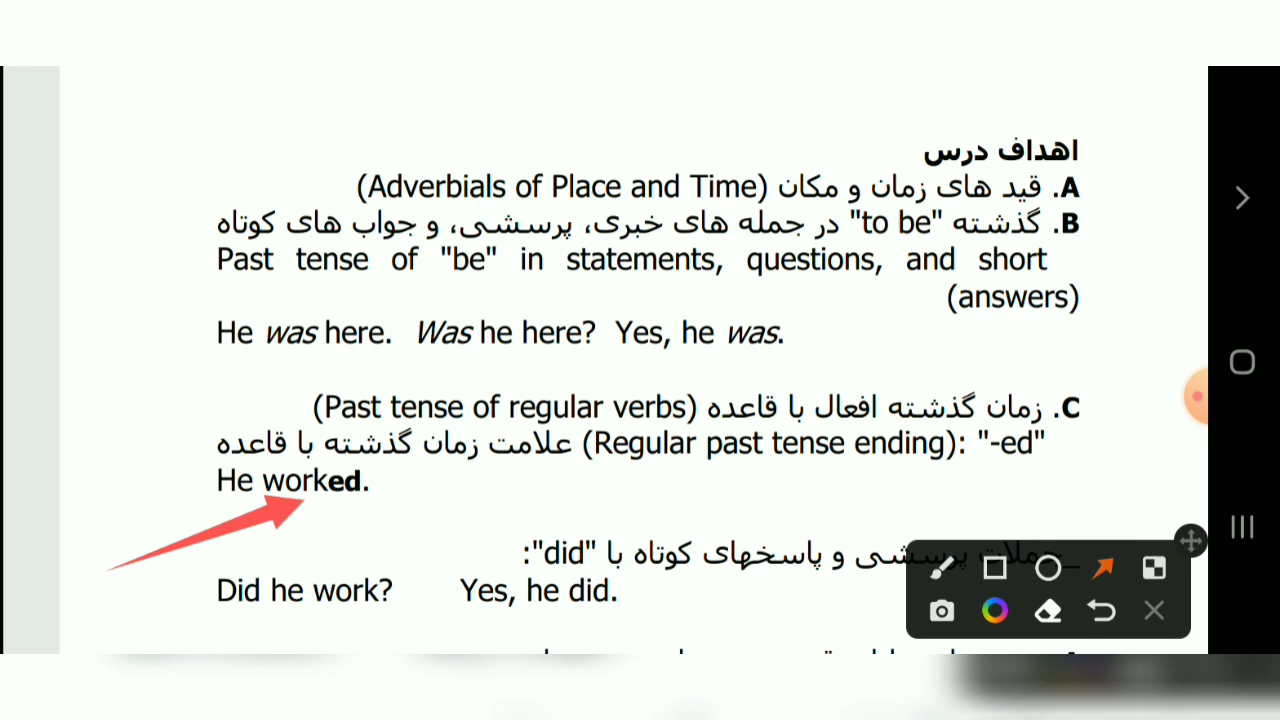 اهداف درس
A. قید های زمان و مکان (Adverbials of Place and Time)
B. گذشته "to be" در جمله های خبری، پرسشی، و جواب های کوتاه
Past tense of "be" in statements, questions, and short
(answers)
He was here. Was he here? Yes, he was.
C. زمان گذشته افعال با قاعده (Past tense of regular verbs)
علامت زمان گذشته با قاعده (Regular past tense ending): "-ed"
He worked.
_جملات پرسشی و پاسخهای کوتاه با "did":
Did he work? Yes, he did.